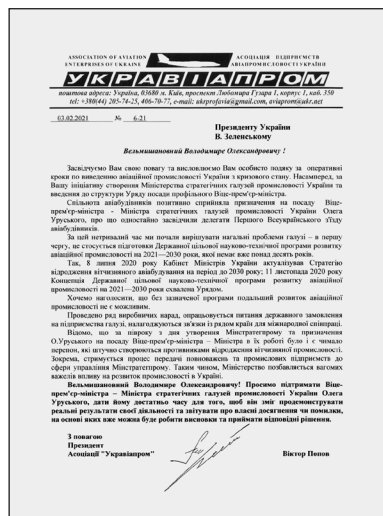 ASSOCIATION OF AVIATION
ENTERPRISES OF UKRAINE
АСОЦІАЦІЯ ПІДПРИЄМСТВ
АВІАПРОМИСЛОВОСТІ УКРАЇНИ
УКРАВІАПРОМ
поштова адреса: Україна, 03680 м. Київ, проспект Любомира Гузара 1, корпус 1, каб. 350
tel: +380(44) 205-74-25, 406-70-77, e-mail: ukrprofavia@gmail.com, aviaprom@ukr.net
03.02.2021 № 6-21
Президенту України
В. Зеленському
Вельмишановний Володимире Олександровичу !
Засвідчуємо Вам свою повагу та висловлюємо Вам особисто подяку за оперативні
кроки по виведенню авіаційної промисловості України з кризового стану. Насамперед, за
Вашу ініціативу створення Міністерства стратегічних галузей промисловості України та
введення до структури Уряду посади профільного Віце-прем'єр-міністра.
Спільнота авіабудівників позитивно сприйняла призначення на посаду Віце-
прем'єр-міністра - Міністра стратегічних галузей промисловості України Олега
Уруського, про що одностайно засвідчили делегати Першого Всеукраїнського з'їзду
авіабудівників.
За цей нетривалий час ми почали вирішувати нагальні проблеми галузі – в першу
чергу, це стосується підготовки Державної цільової науково-технічної програми розвитку
авіаційної промисловості на 2021—2030 роки, якої немає вже понад десять років.
Так, 8 липня 2020 року Кабінет Міністрів України актуалізував Стратегію
відродження вітчизняного авіабудування на період до 2030 року; 11 листопада 2020 року
Концепція Державної цільової науково-технічної програми розвитку авіаційної
промисловості на 2021—2030 роки схвалена Урядом.
Хочемо наголосити, що без зазначеної програми подальший розвиток авіаційної
промисловості не є можливим.
Проведено ряд виробничих нарад, опрацьовується питання державного замовлення
на підприємства галузі, налагоджуються зв'язки із рядом країн для міжнародної співпраці.
Відомо, що за півроку з дня утворення Мінстратегпрому та призначення
О.Уруського на посаду Віце-прем'єр-міністра – Міністра в їх роботі було і є чимало
перепон, які штучно створюються противниками відродження вітчизняної промисловості.
Зокрема, стримується процес передачі повноважень та промислових підприємств до
сфери управління Мінстратегпрому. Таким чином, Міністерство позбавляється вагомих
важелів впливу на розвиток промисловості в Україні.
Вельмишановний Володимире Олександровичу! Просимо підтримати Віце-
прем'єр-міністра – Міністра стратегічних галузей промисловості України Олега
Уруського, дати йому достатньо часу для того, щоб він зміг продемонструвати
реальні результати своєї діяльності та звітувати про власні досягнення чи помилки,
на основі яких вже можна буде робити висновки та приймати відповідні рішення.
З повагою
Президент
Асоціації "Укравіапром" Віктор Попов